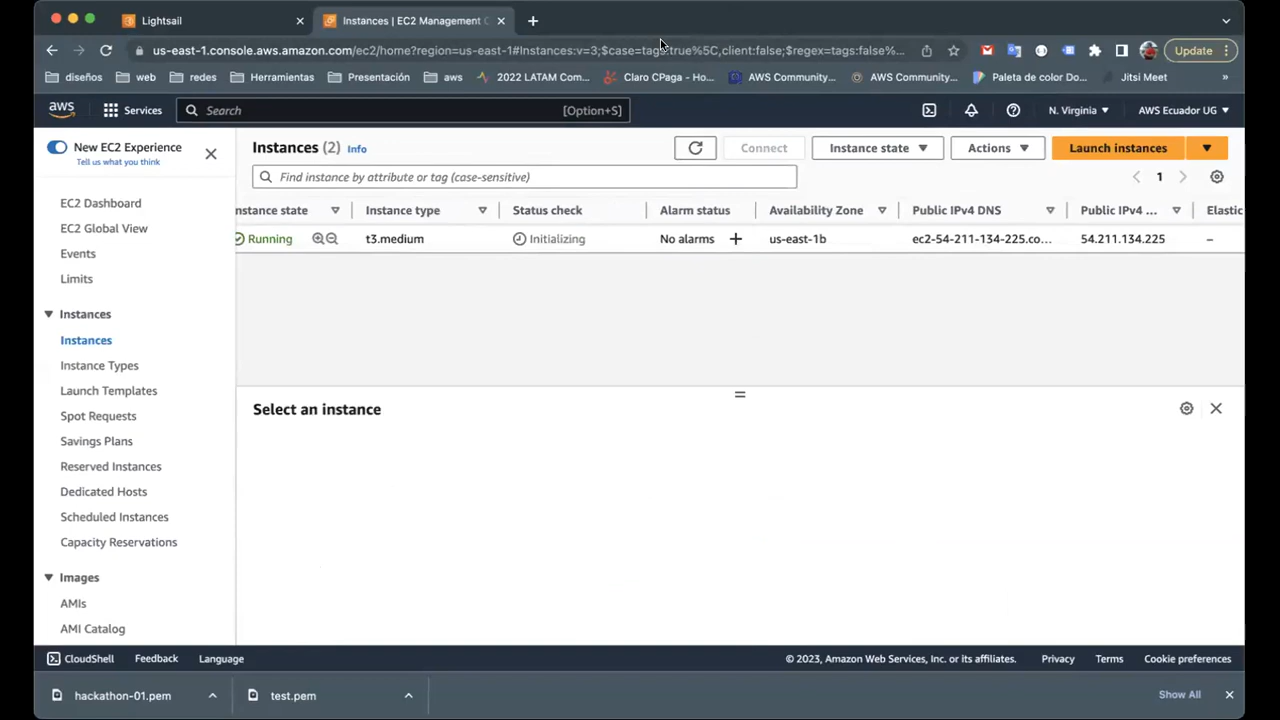 Lightsail
Instances | EC2 Management C
us-east-1.console.aws.amazon.com/ec2/home?region=us-east-1#Instances:v=3;$case=tags:true%5C,client:false;$regex=tags:false%...
Update
diseños
web
redes
Herramientas
Presentación
aws
2022 LATAM Com...
Claro CPaga - Ho...
AWS Community...
AWS Community...
Paleta de color Do...
Jitsi Meet
»
aws
Services
Search
[Option+S]
N. Virginia
AWS Ecuador UG
New EC2 Experience
Tell us what you think
EC2 Dashboard
EC2 Global View
Events
Limits
Instances
Instances
Instance Types
Launch Templates
Spot Requests
Savings Plans
Reserved Instances
Dedicated Hosts
Scheduled Instances
Capacity Reservations
Images
AMIs
AMI Catalog
Instances (2) Info
Connect
Instance state
Actions
Launch instances
Find instance by attribute or tag (case-sensitive)
1
nstance state
Instance type
Status check
Alarm status
Availability Zone
Public IPv4 DNS
Public IPv4 ...
Elastic
Running
t3.medium
Initializing
No alarms +
us-east-1b
ec2-54-211-134-225.co...
54.211.134.225
–
Select an instance
CloudShell
Feedback
Language
© 2023, Amazon Web Services, Inc. or its affiliates.
Privacy
Terms
Cookie preferences
hackathon-01.pem
test.pem
Show All